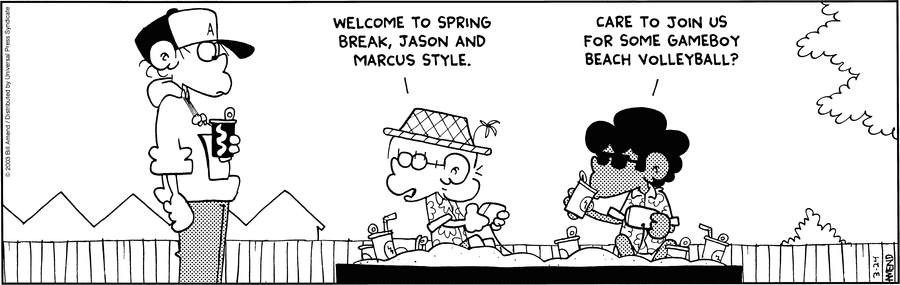 © 2003 Bill Amend / Distributed by Universal Press Syndicate
A
WELCOME TO SPRING
BREAK, JASON AND
MARCUS STYLE.
CARE TO JOIN US
FOR SOME GAMEBOY
BEACH VOLLEYBALL?
3-24
AMEND